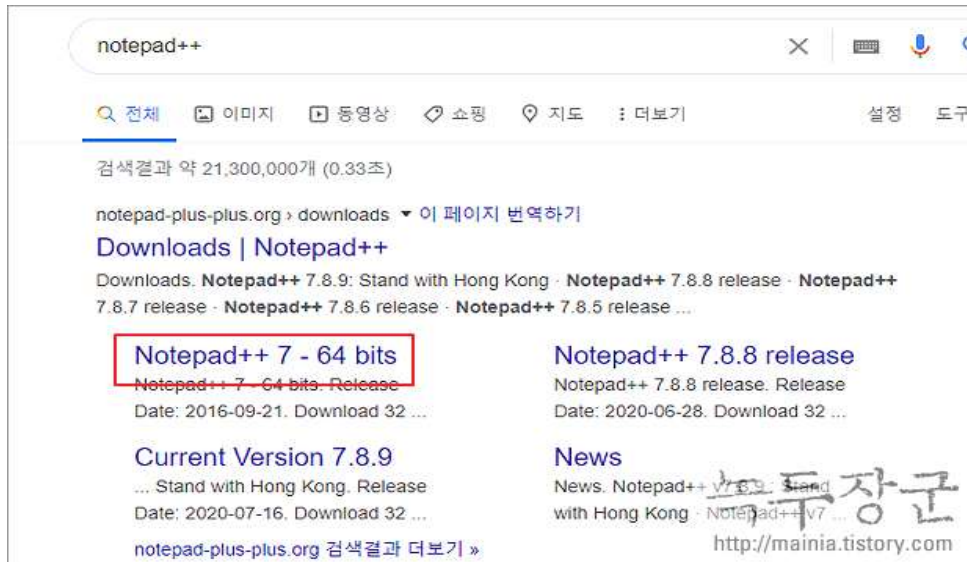 notepad++
전체 이미지 동영상 쇼핑 지도 더보기 설정 도구
검색결과 약 21,300,000개 (0.33초)
notepad-plus-plus.org › downloads ▼ 이 페이지 번역하기
Downloads | Notepad++
Downloads. Notepad++ 7.8.9: Stand with Hong Kong · Notepad++ 7.8.8 release · Notepad++
7.8.7 release · Notepad++ 7.8.6 release · Notepad++ 7.8.5 release ...
Notepad++ 7 - 64 bits
Notepad++ 7 - 64 bits. Release
Date: 2016-09-21. Download 32 ...
Notepad++ 7.8.8 release
Notepad++ 7.8.8 release. Release
Date: 2020-06-28. Download 32 ...
Current Version 7.8.9
... Stand with Hong Kong. Release
Date: 2020-07-16. Download 32 ...
News
News. Notepad++ v7.8.9 : Stand
with Hong Kong · Notepad++ v7 ...
notepad-plus-plus.org 검색결과 더보기 »
녹두장군
http://mainia.tistory.com